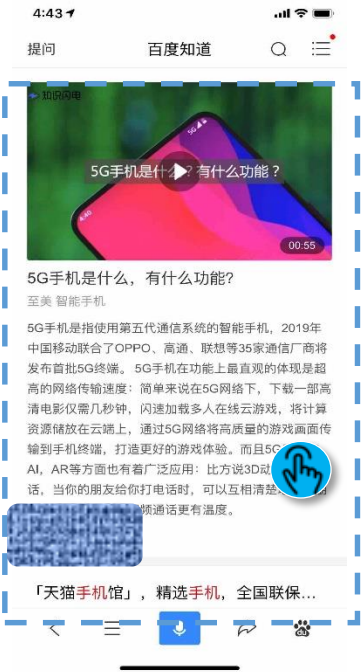 4:43
提问
百度知道
知识闪电
5G
5G手机是什么?有什么功能?
4:40
00:55
5G手机是什么，有什么功能?
至美 智能手机
5G手机是指使用第五代通信系统的智能手机，2019年
中国移动联合了OPPO、高通、联想等35家通信厂商将
发布首批5G终端。 5G手机在功能上最直观的体现是超
高的网络传输速度：简单来说在5G网络下，下载一部高
清电影仅需几秒钟，闪速加载多人在线云游戏，将计算
资源储放在云端上，通过5G网络将高质量的游戏画面传
输到手机终端，打造更好的游戏体验。而且5G
AI，AR等方面也有着广泛应用：比方说3D动
话，当你的朋友给你打电话时，可以互相清楚
频通话更有温度。
「天猫手机馆」，精选手机，全国联保...